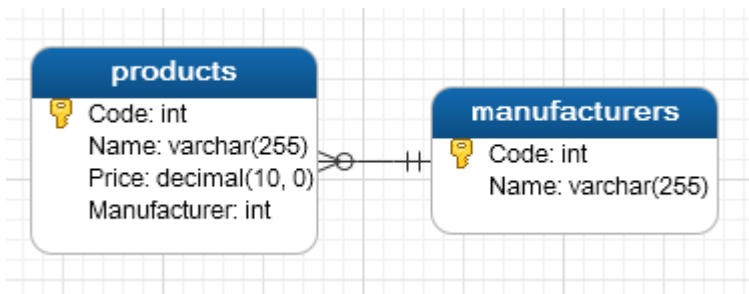 products
Code: int
Name: varchar(255)
Price: decimal(10, 0)
Manufacturer: int
manufacturers
Code: int
Name: varchar(255)